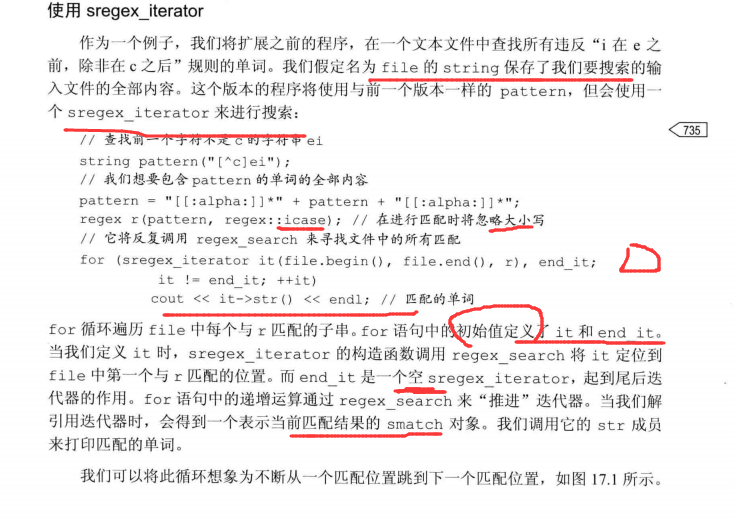 使用 sregex_iterator
作为一个例子，我们将扩展之前的程序，在一个文本文件中查找所有违反“i 在 e 之
前，除非在 c 之后”规则的单词。我们假定名为 file 的 string 保存了我们要搜索的输
入文件的全部内容。这个版本的程序将使用与前一个版本一样的 pattern，但会使用一
个 sregex_iterator 来进行搜索：
735
// 查找前一个字符不是 c 的字符串 ei
string pattern("[^c]ei");
// 我们想要包含 pattern 的单词的全部内容
pattern = "[[:alpha:]]*" + pattern + "[[:alpha:]]*";
regex r(pattern, regex::icase); // 在进行匹配时将忽略大小写
// 它将反复调用 regex_search 来寻找文件中的所有匹配
for (sregex_iterator it(file.begin(), file.end(), r), end_it;
it != end_it; ++it)
cout << it->str() << endl; // 匹配的单词
for 循环遍历 file 中每个与 r 匹配的子串。for 语句中的初始值定义了 it 和 end_it。
当我们定义 it 时，sregex_iterator 的构造函数调用 regex_search 将 it 定位到
file 中第一个与 r 匹配的位置。而 end_it 是一个空 sregex_iterator，起到尾后迭
代器的作用。for 语句中的递增运算通过 regex_search 来“推进”迭代器。当我们解
引用迭代器时，会得到一个表示当前匹配结果的 smatch 对象。我们调用它的 str 成员
来打印匹配的单词。
我们可以将此循环想象为不断从一个匹配位置跳到下一个匹配位置，如图 17.1 所示。